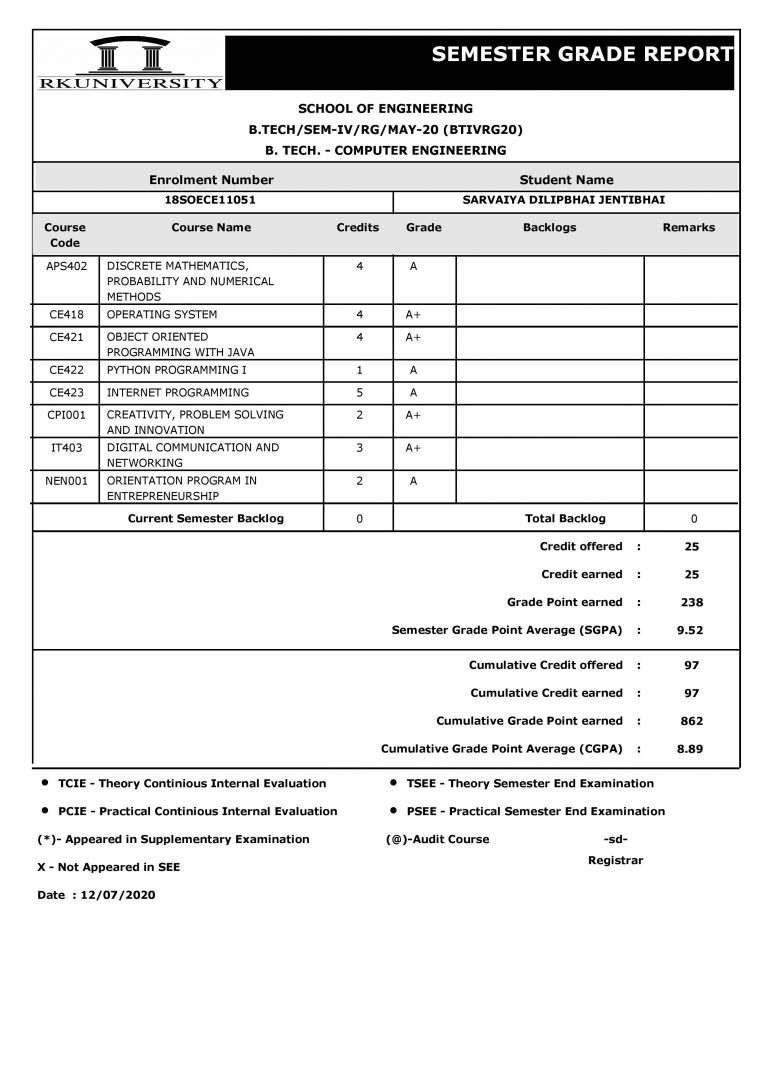 RK.UNIVERSITY
SEMESTER GRADE REPORT
SCHOOL OF ENGINEERING
B.TECH/SEM-IV/RG/MAY-20 (BTIVRG20)
B. TECH. - COMPUTER ENGINEERING
Enrolment Number Student Name
18SOECE11051 SARVAIYA DILIPBHAI JENTIBHAI
Course Course Name Credits Grade Backlogs Remarks
Code
APS402 DISCRETE MATHEMATICS, 4 A
PROBABILITY AND NUMERICAL
METHODS
CE418 OPERATING SYSTEM 4 A+
CE421 OBJECT ORIENTED 4 A+
PROGRAMMING WITH JAVA
CE422 PYTHON PROGRAMMING I 1 A
CE423 INTERNET PROGRAMMING 5 A
CPI001 CREATIVITY, PROBLEM SOLVING 2 A+
AND INNOVATION
IT403 DIGITAL COMMUNICATION AND 3 A+
NETWORKING
NEN001 ORIENTATION PROGRAM IN 2 A
ENTREPRENEURSHIP
Current Semester Backlog 0 Total Backlog 0
Credit offered : 25
Credit earned : 25
Grade Point earned : 238
Semester Grade Point Average (SGPA) : 9.52
Cumulative Credit offered : 97
Cumulative Credit earned : 97
Cumulative Grade Point earned : 862
Cumulative Grade Point Average (CGPA) : 8.89
● TCIE - Theory Continious Internal Evaluation ● TSEE - Theory Semester End Examination
● PCIE - Practical Continious Internal Evaluation ● PSEE - Practical Semester End Examination
(*)- Appeared in Supplementary Examination (@)-Audit Course -sd-
Registrar
X - Not Appeared in SEE
Date : 12/07/2020